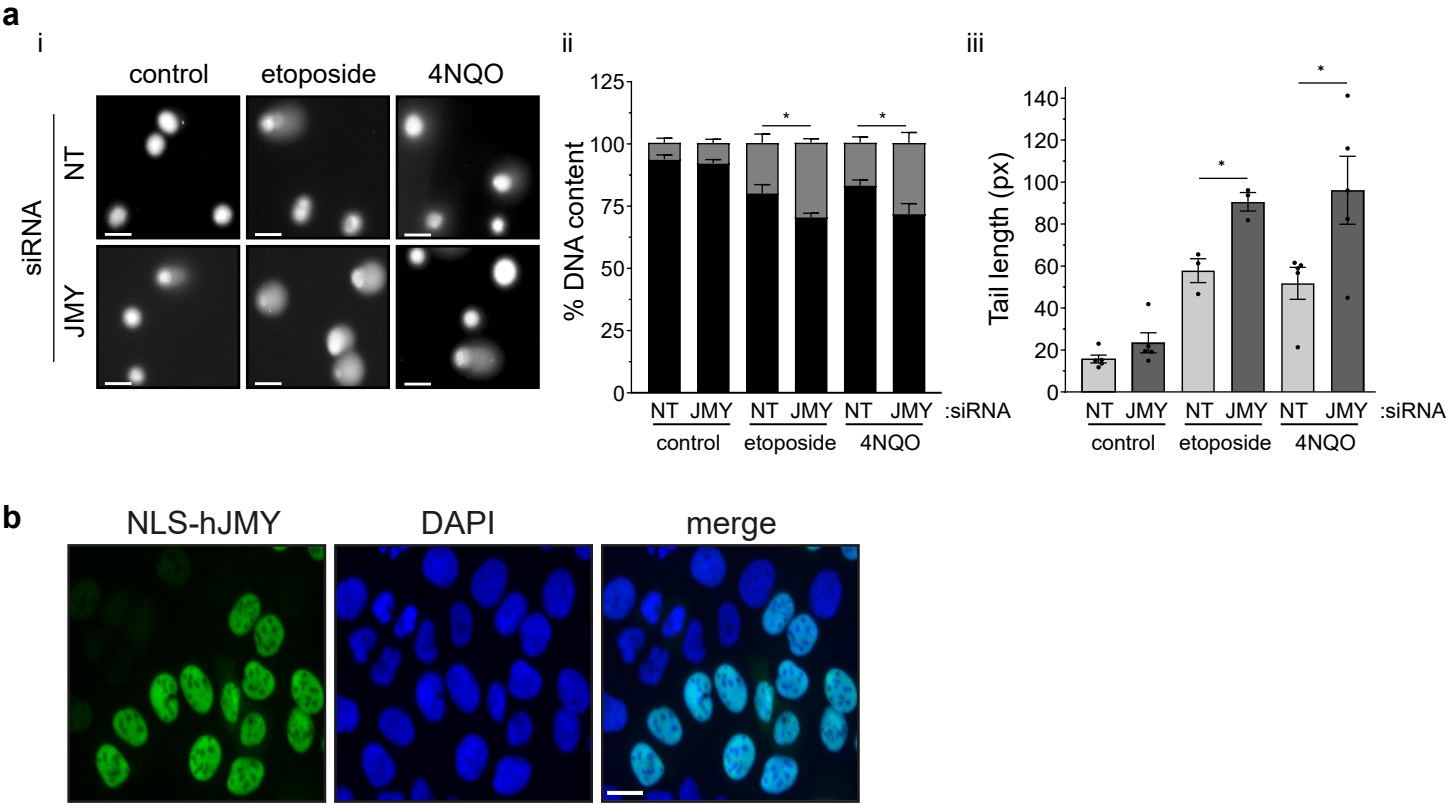 a
i
control etoposide 4NQO
siRNA
NT
JMY
ii
% DNA content
125
100
75
50
25
0
* *
NT JMY NT JMY NT JMY :siRNA
control etoposide 4NQO
iii
Tail length (px)
140
120
100
80
60
40
20
0
* *
NT JMY NT JMY NT JMY :siRNA
control etoposide 4NQO
b
NLS-hJMY DAPI merge